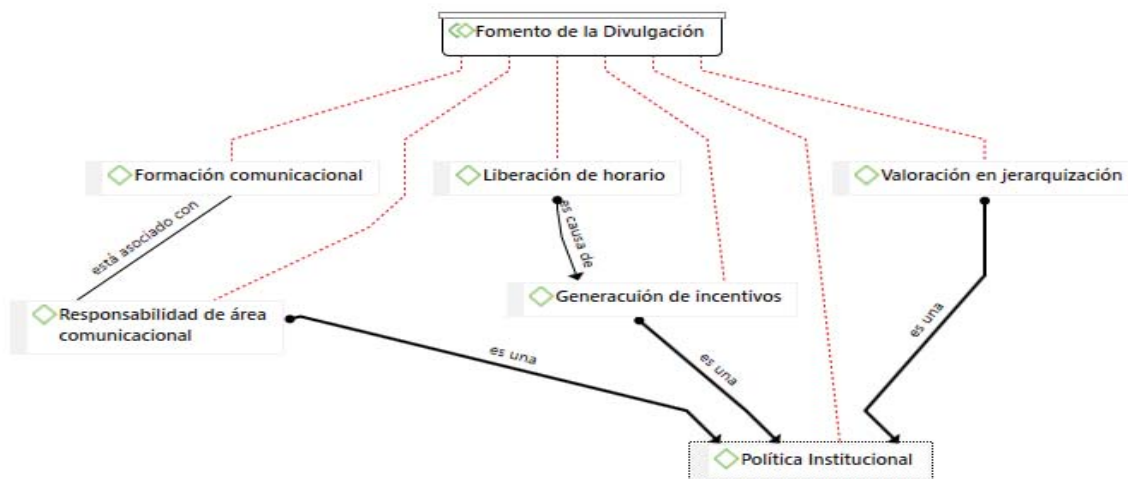 Fomento de la Divulgación
Formación comunicacional
Liberación de horario
Valoración en jerarquización
está asociado con
es causa de
Responsabilidad de área
comunicacional
Generacuión de incentivos
es una
es una
es una
Política Institucional